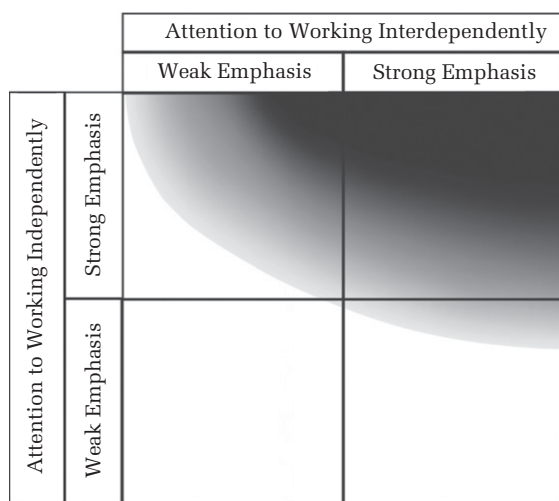 Attention to Working Interdependently
Weak Emphasis
Strong Emphasis
Attention to Working Independently
Strong Emphasis
Weak Emphasis